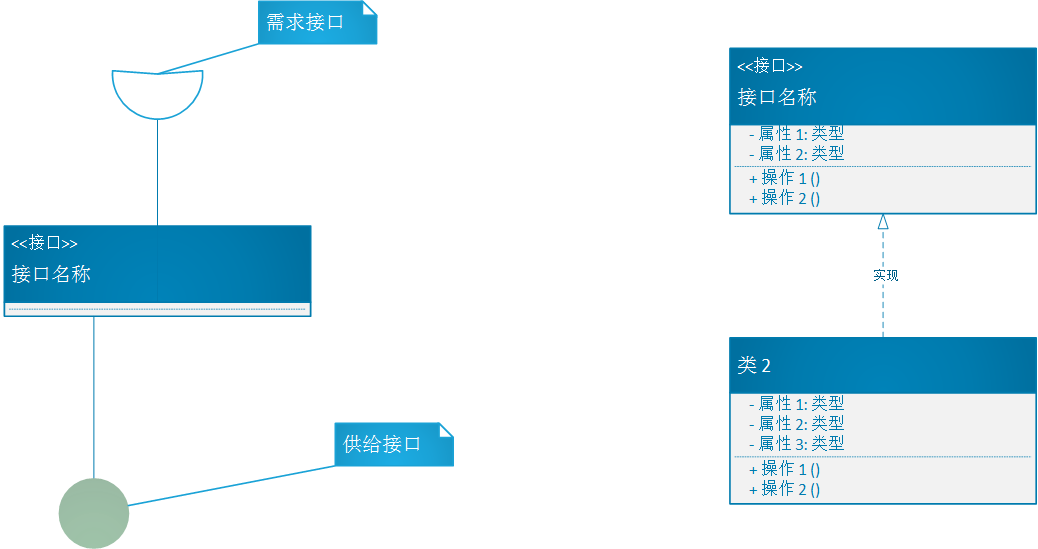 需求接口
<<接口>>
接口名称
供给接口
<<接口>>
接口名称
- 属性 1: 类型
- 属性 2: 类型
+ 操作 1 ()
+ 操作 2 ()
实现
类 2
- 属性 1: 类型
- 属性 2: 类型
- 属性 3: 类型
+ 操作 1 ()
+ 操作 2 ()